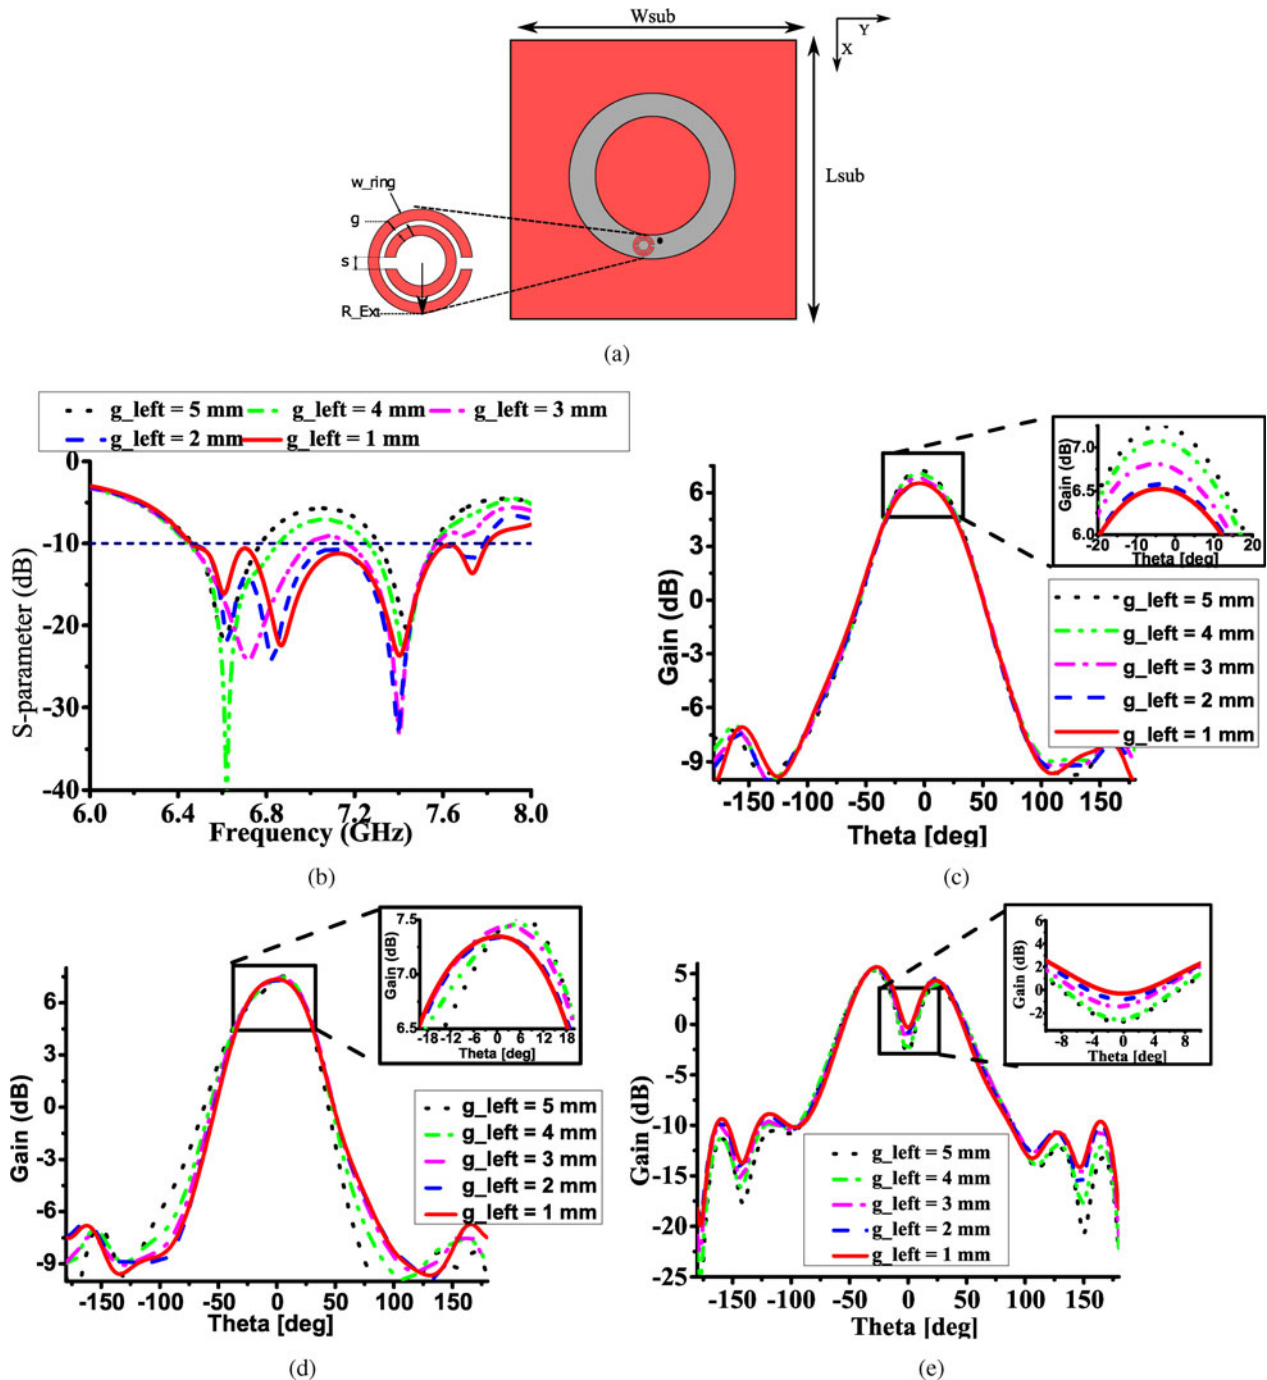 Wsub
Y
X
Lsub
w_ring
g
s
R_Ext
(a)
g_left = 5 mm g_left = 4 mm g_left = 3 mm
g_left = 2 mm g_left = 1 mm
0
-10
-20
-30
-40
S-parameter (dB)
6.0 6.4 6.8 7.2 7.6 8.0
Frequency (GHz)
(b)
6
3
0
-3
-6
-9
Gain (dB)
-150 -100 -50 0 50 100 150
Theta [deg]
7.0
6.5
6.0
Gain (dB)
-20 -10 0 10 20
Theta [deg]
g_left = 5 mm
g_left = 4 mm
g_left = 3 mm
g_left = 2 mm
g_left = 1 mm
(c)
6
3
0
-3
-6
-9
Gain (dB)
-150 -100 -50 0 50 100 150
Theta [deg]
7.5
7.0
6.5
Gain (dB)
-18 -12 -6 0 6 12 18
Theta [deg]
g_left = 5 mm
g_left = 4 mm
g_left = 3 mm
g_left = 2 mm
g_left = 1 mm
(d)
5
0
-5
-10
-15
-20
-25
Gain (dB)
-150 -100 -50 0 50 100 150
Theta [deg]
6
4
2
0
-2
Gain (dB)
-8 -4 0 4 8
Theta [deg]
g_left = 5 mm
g_left = 4 mm
g_left = 3 mm
g_left = 2 mm
g_left = 1 mm
(e)